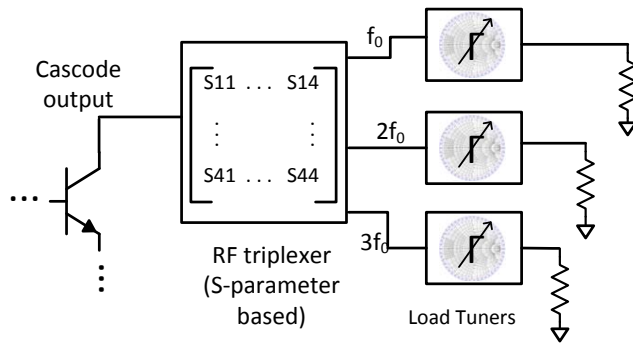 Cascode
output
S11 . . . S14
S41 . . . S44
RF triplexer
(S-parameter
based)
f0
Γ
2f0
Γ
3f0
Γ
Load Tuners